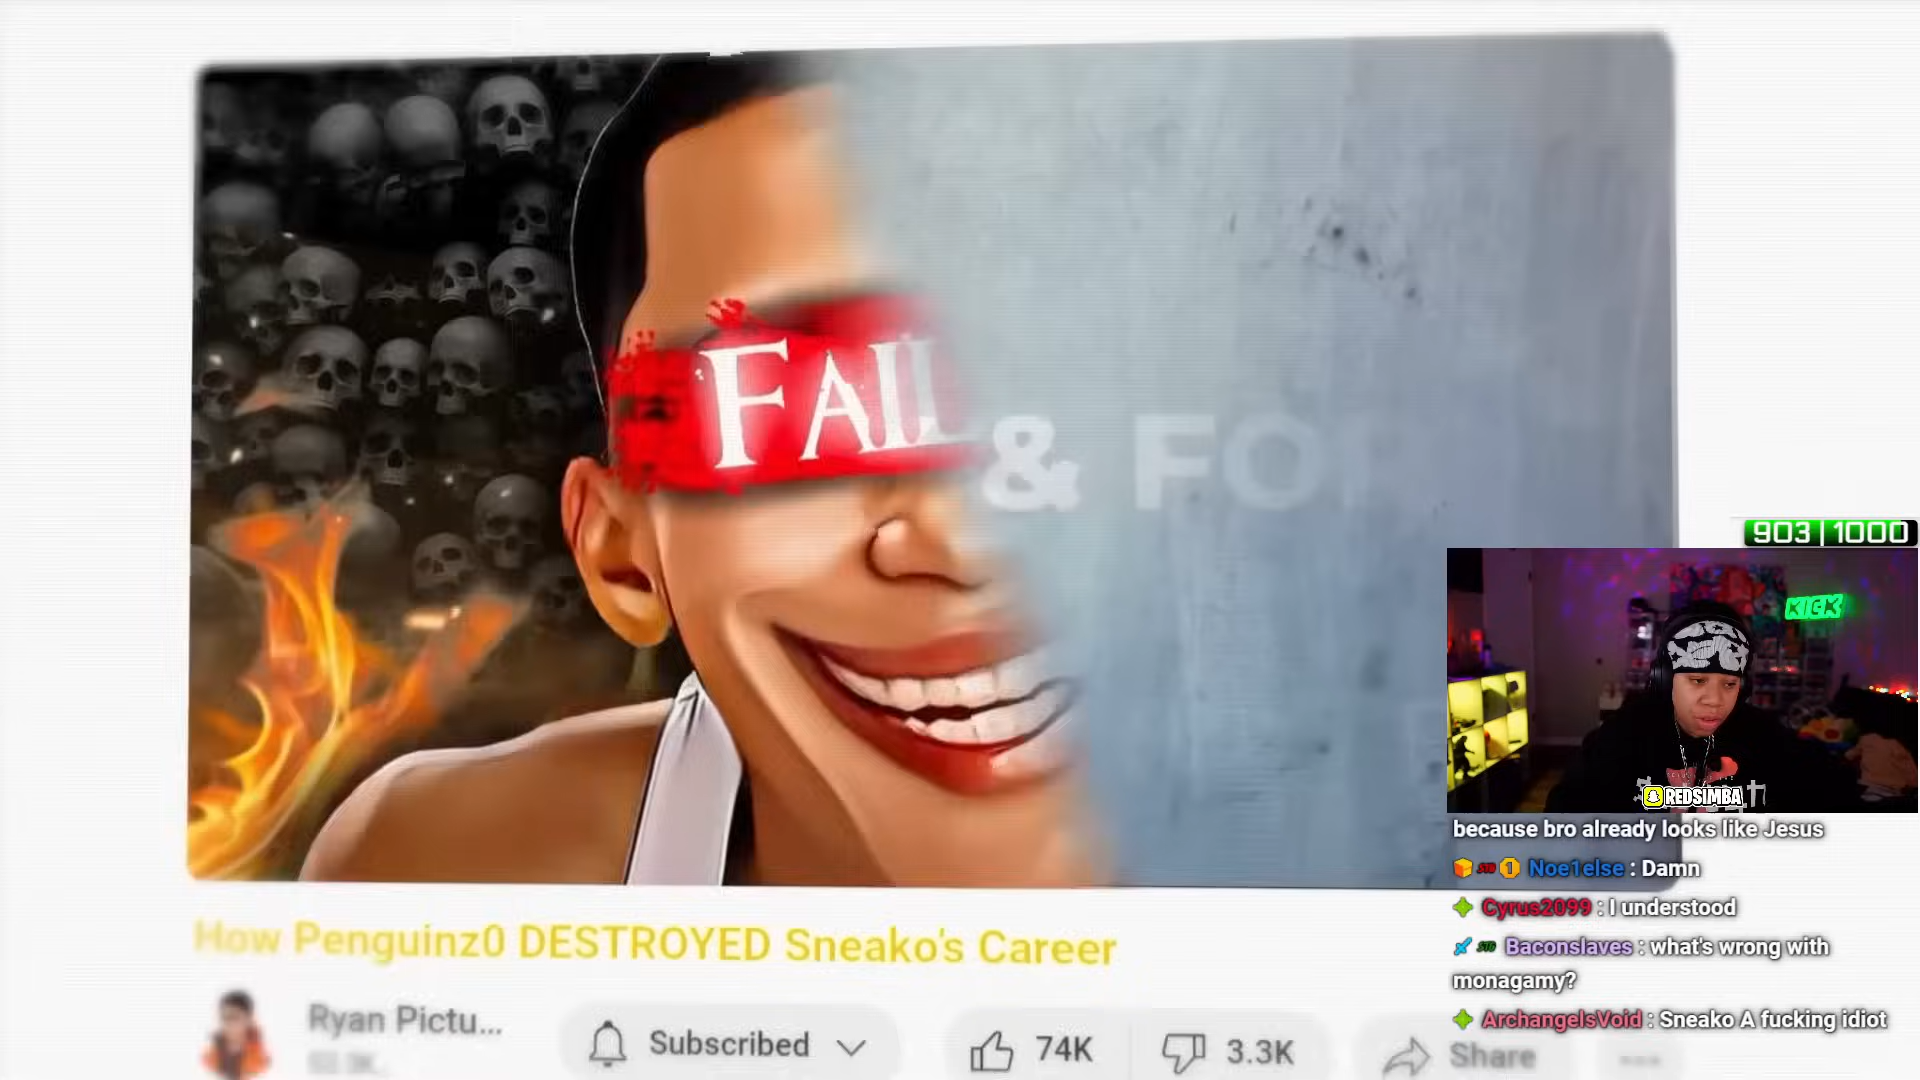 FAIL
& FO
903 | 1000
KICK
REDSIMBA
because bro already looks like Jesus
Noe1else : Damn
Cyrus2099 : I understood
Baconslaves : what's wrong with
monagamy?
ArchangelsVoid : Sneako A fucking idiot
How Penguinz0 DESTROYED Sneako's Career
Ryan Pictu...
Subscribed
74K
3.3K
Share